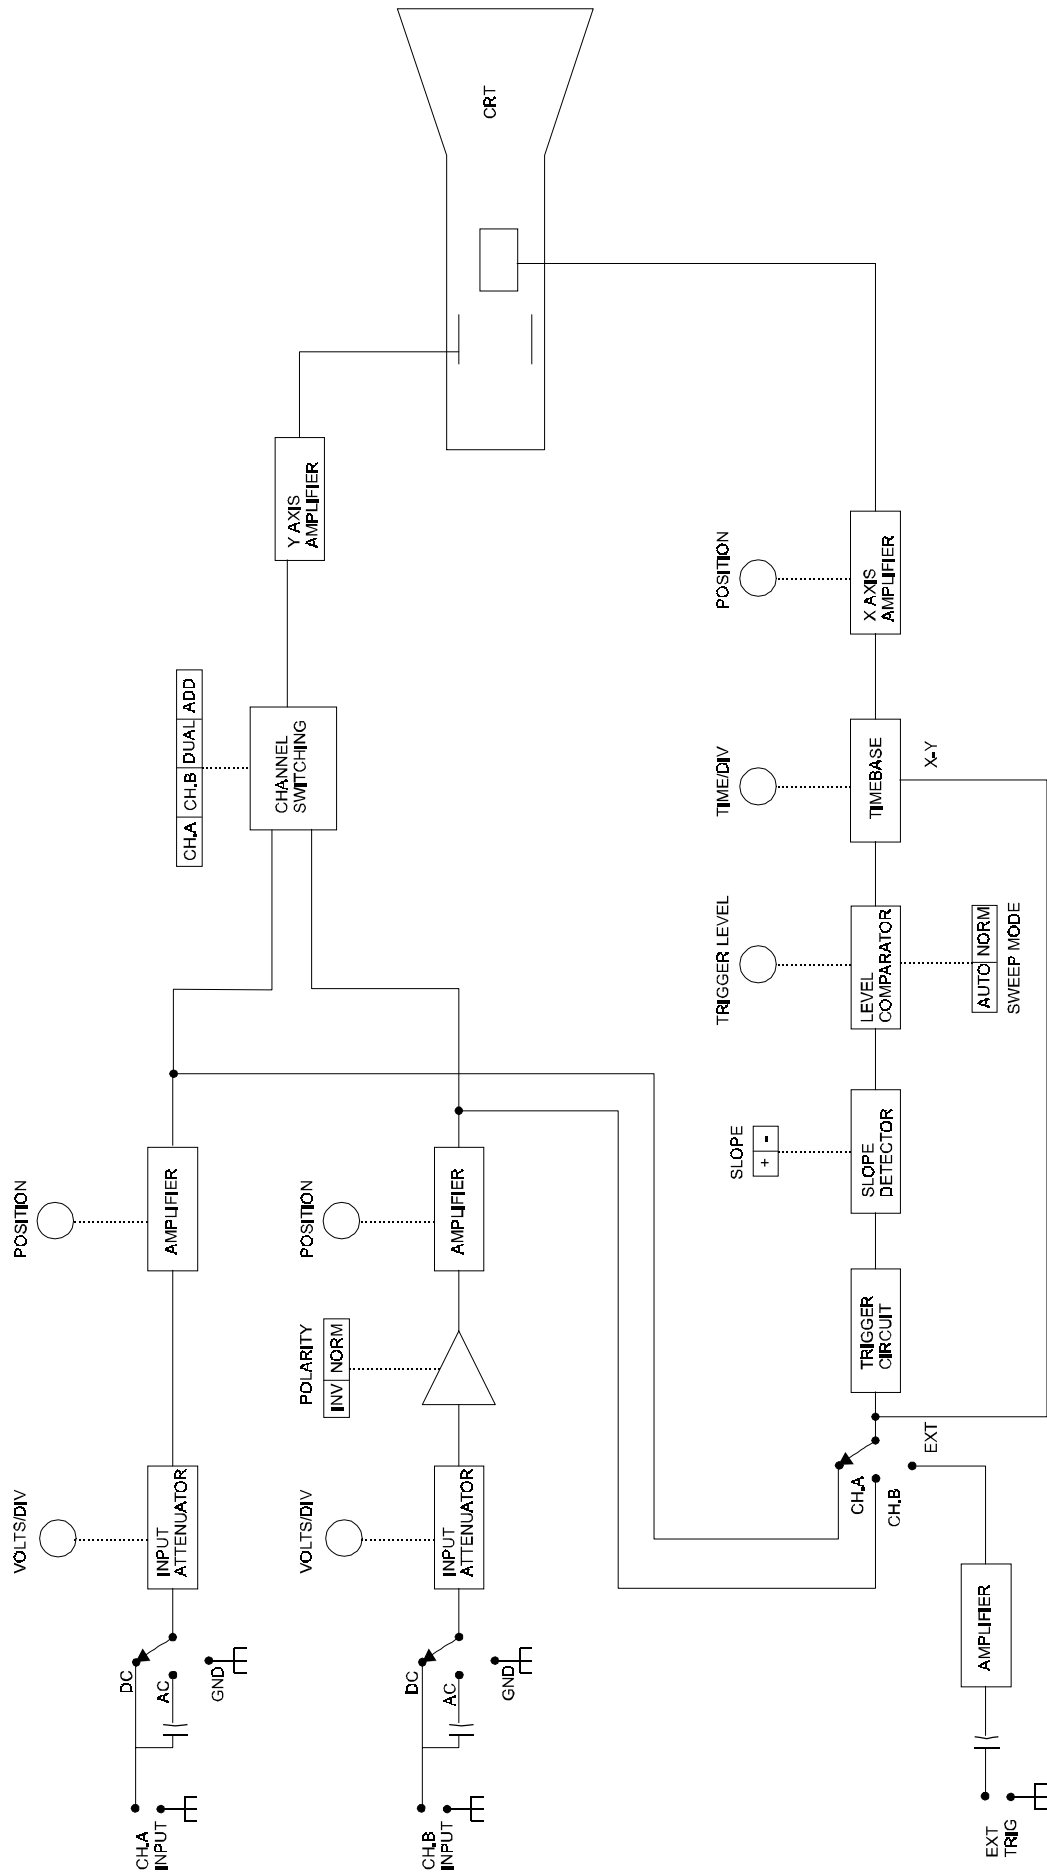 CH.A
INPUT
DC
AC
GND
VOLTS/DIV
INPUT
ATTENUATOR
POSITION
AMPLIFIER
CH.A CH.B DUAL ADD
CHANNEL
SWITCHING
Y AXIS
AMPLIFIER
CRT
CH.B
INPUT
DC
AC
GND
VOLTS/DIV
INPUT
ATTENUATOR
POLARITY
INV NORM
POSITION
AMPLIFIER
EXT
TRIG
AMPLIFIER
CH.A
CH.B
EXT
TRIGGER
CIRCUIT
SLOPE
+ -
SLOPE
DETECTOR
TRIGGER LEVEL
LEVEL
COMPARATOR
AUTO NORM
SWEEP MODE
TIME/DIV
TIMEBASE
X-Y
POSITION
X AXIS
AMPLIFIER